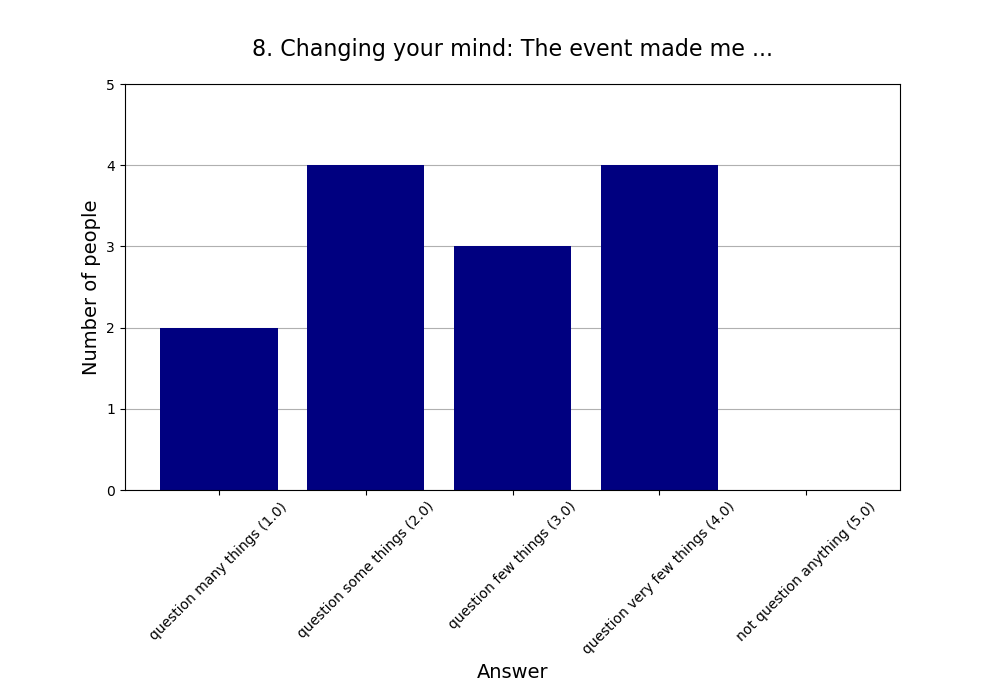 8. Changing your mind: The event made me ...
Number of people
5
4
3
2
1
0
question many things (1.0)
question some things (2.0)
question few things (3.0)
question very few things (4.0)
not question anything (5.0)
Answer